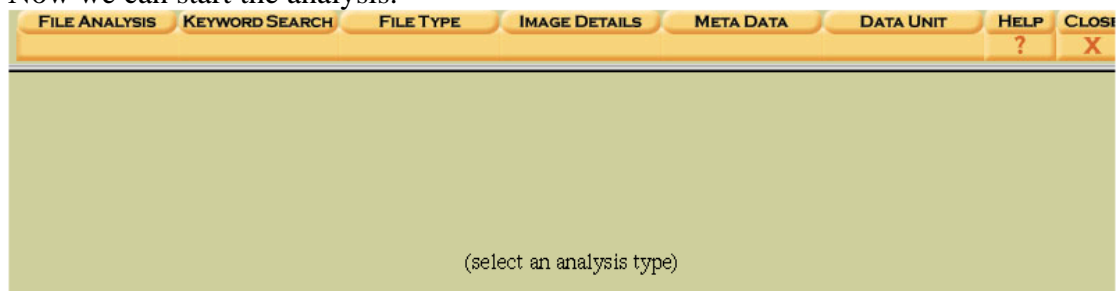 Now we can start the analysis.
FILE ANALYSIS KEYWORD SEARCH FILE TYPE IMAGE DETAILS META DATA DATA UNIT HELP CLOSE
? X
(select an analysis type)